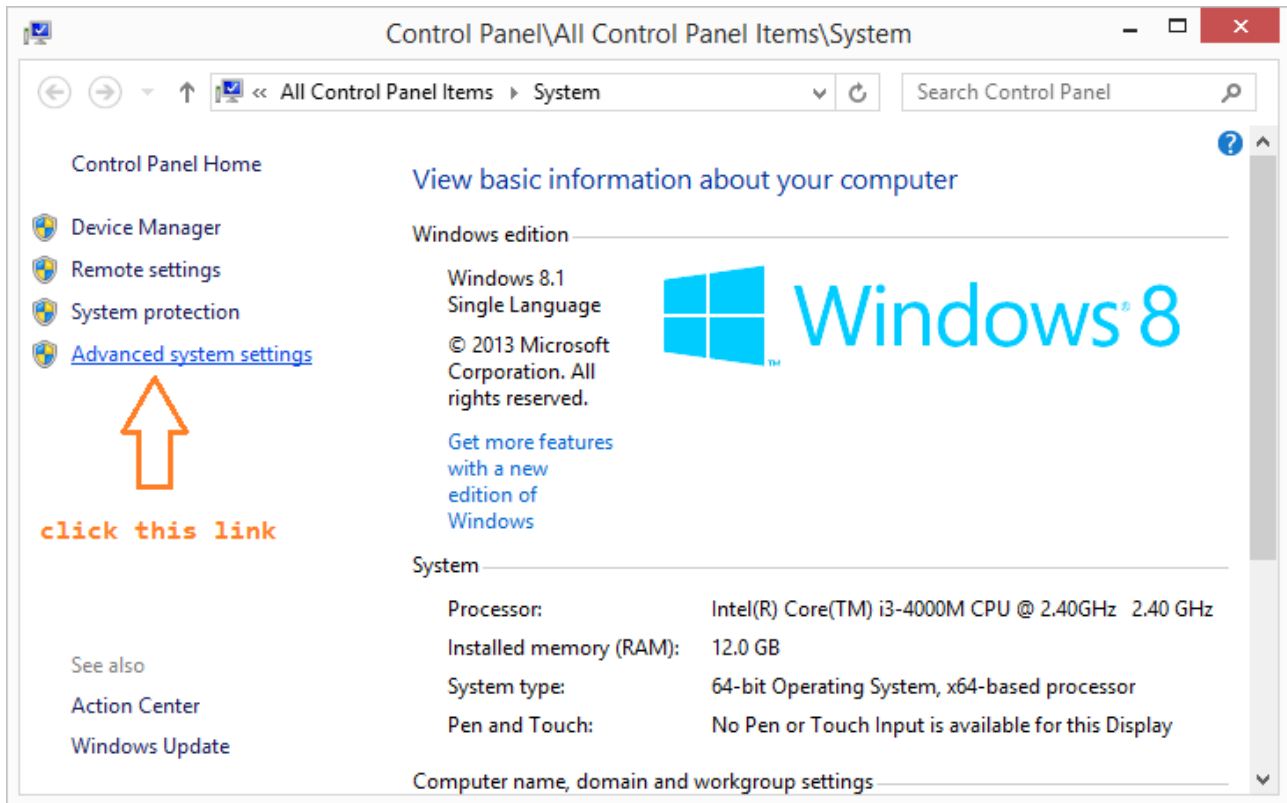 Control Panel\All Control Panel Items\System
« All Control Panel Items System
Search Control Panel
Control Panel Home
Device Manager
Remote settings
System protection
Advanced system settings
click this link
See also
Action Center
Windows Update
View basic information about your computer
Windows edition
Windows 8.1
Single Language
© 2013 Microsoft
Corporation. All
rights reserved.
Get more features
with a new
edition of
Windows
Windows® 8
™
System
Processor: Intel(R) Core(TM) i3-4000M CPU @ 2.40GHz 2.40 GHz
Installed memory (RAM): 12.0 GB
System type: 64-bit Operating System, x64-based processor
Pen and Touch: No Pen or Touch Input is available for this Display
Computer name, domain and workgroup settings